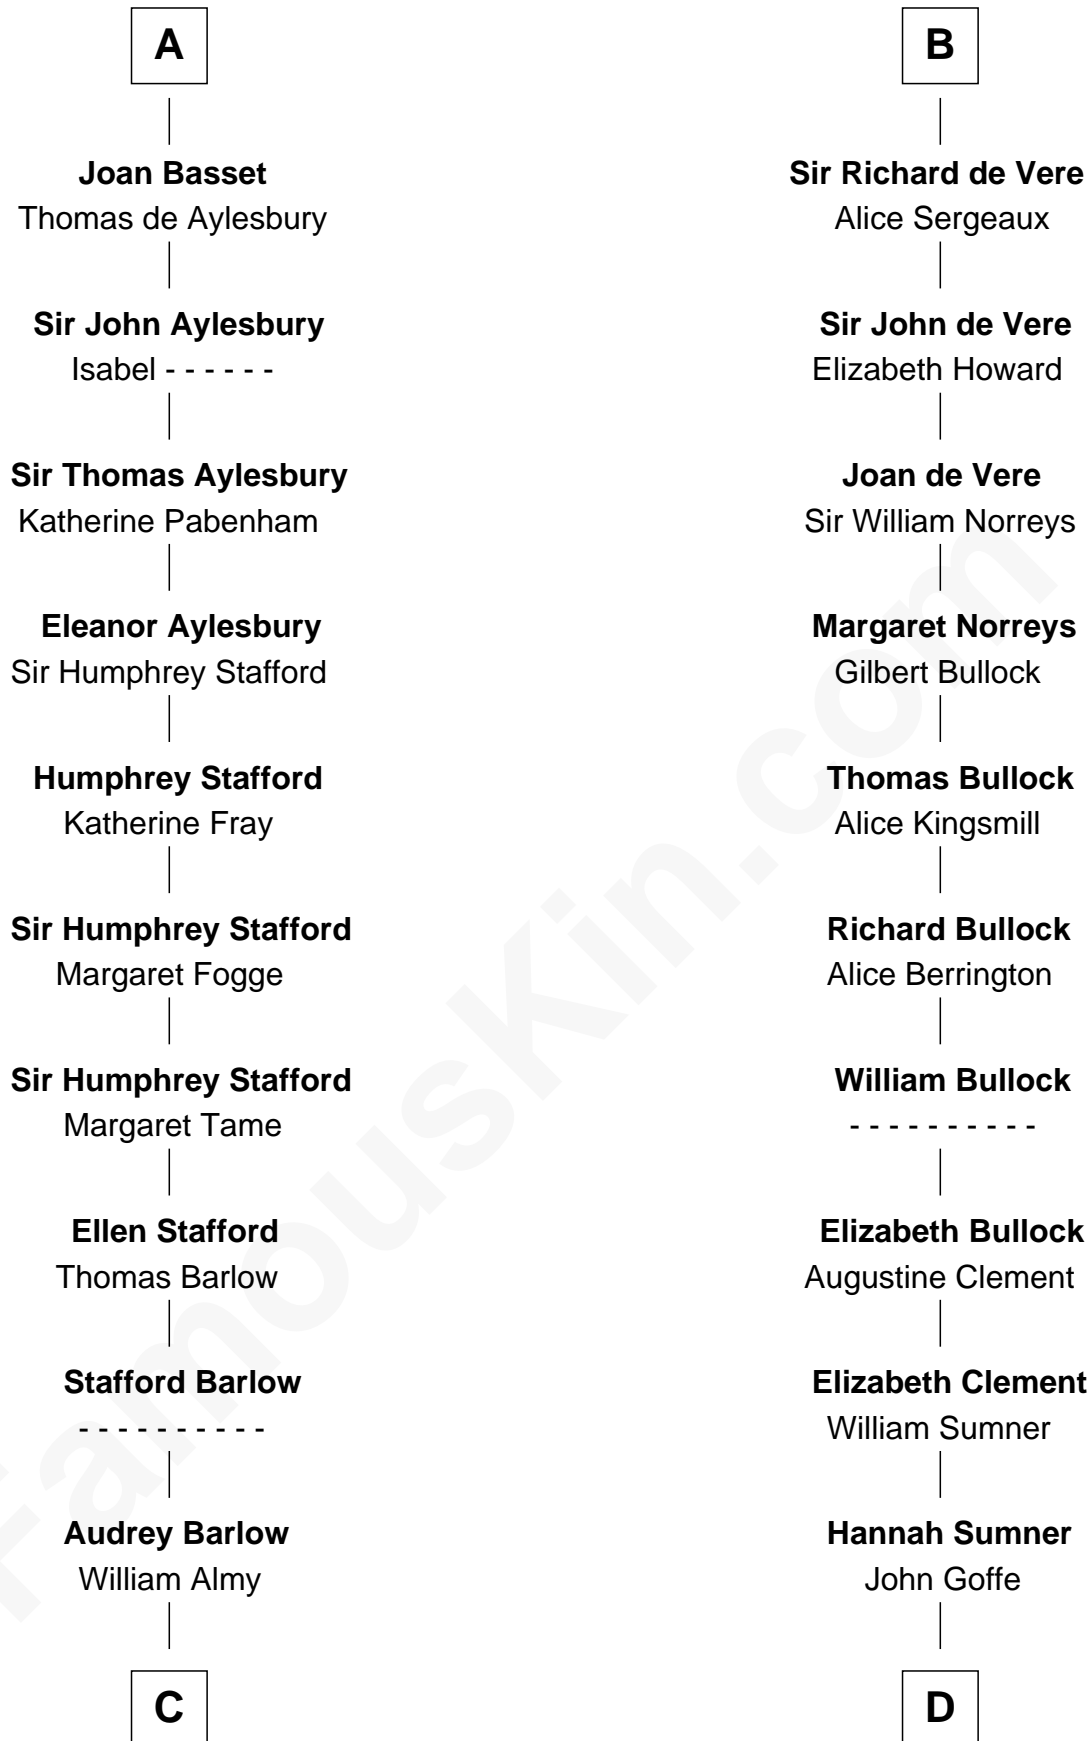 A
Joan Basset
Thomas de Aylesbury
Sir John Aylesbury
Isabel - - - - - -
Sir Thomas Aylesbury
Katherine Pabenham
Eleanor Aylesbury
Sir Humphrey Stafford
Humphrey Stafford
Katherine Fray
Sir Humphrey Stafford
Margaret Fogge
Sir Humphrey Stafford
Margaret Tame
Ellen Stafford
Thomas Barlow
Stafford Barlow
- - - - - - - - - -
Audrey Barlow
William Almy
C
B
Sir Richard de Vere
Alice Sergeaux
Sir John de Vere
Elizabeth Howard
Joan de Vere
Sir William Norreys
Margaret Norreys
Gilbert Bullock
Thomas Bullock
Alice Kingsmill
Richard Bullock
Alice Berrington
William Bullock
- - - - - - - - - -
Elizabeth Bullock
Augustine Clement
Elizabeth Clement
William Sumner
Hannah Sumner
John Goffe
D
FamousKin.com